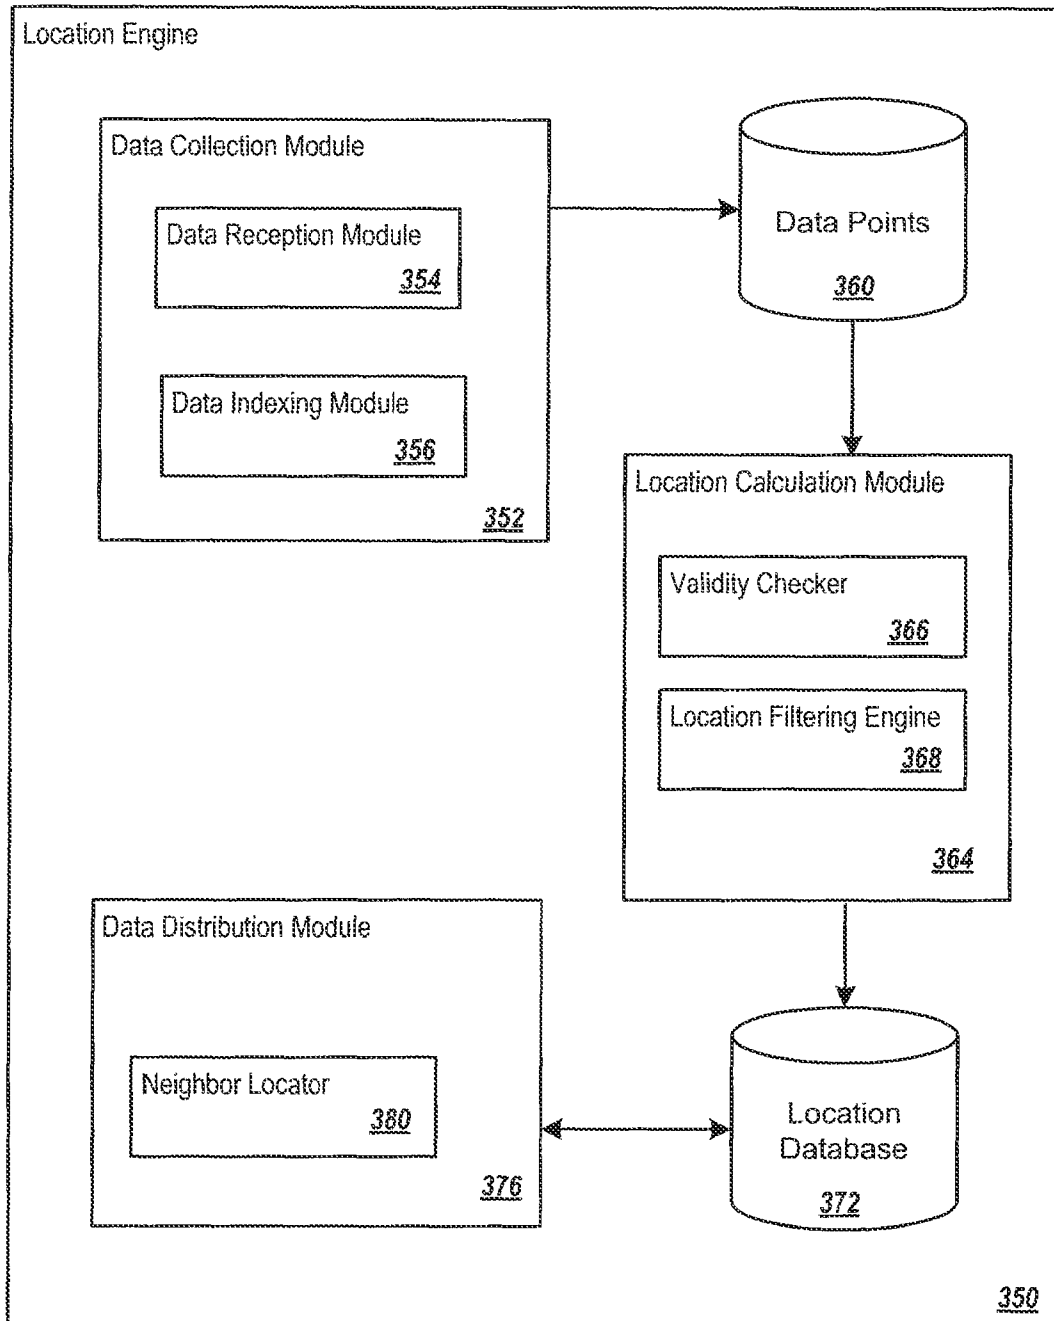 Location Engine
Data Collection Module
Data Reception Module
354
Data Indexing Module
356
352
Data Points
360
Location Calculation Module
Validity Checker
366
Location Filtering Engine
368
364
Data Distribution Module
Neighbor Locator
380
376
Location
Database
372
350